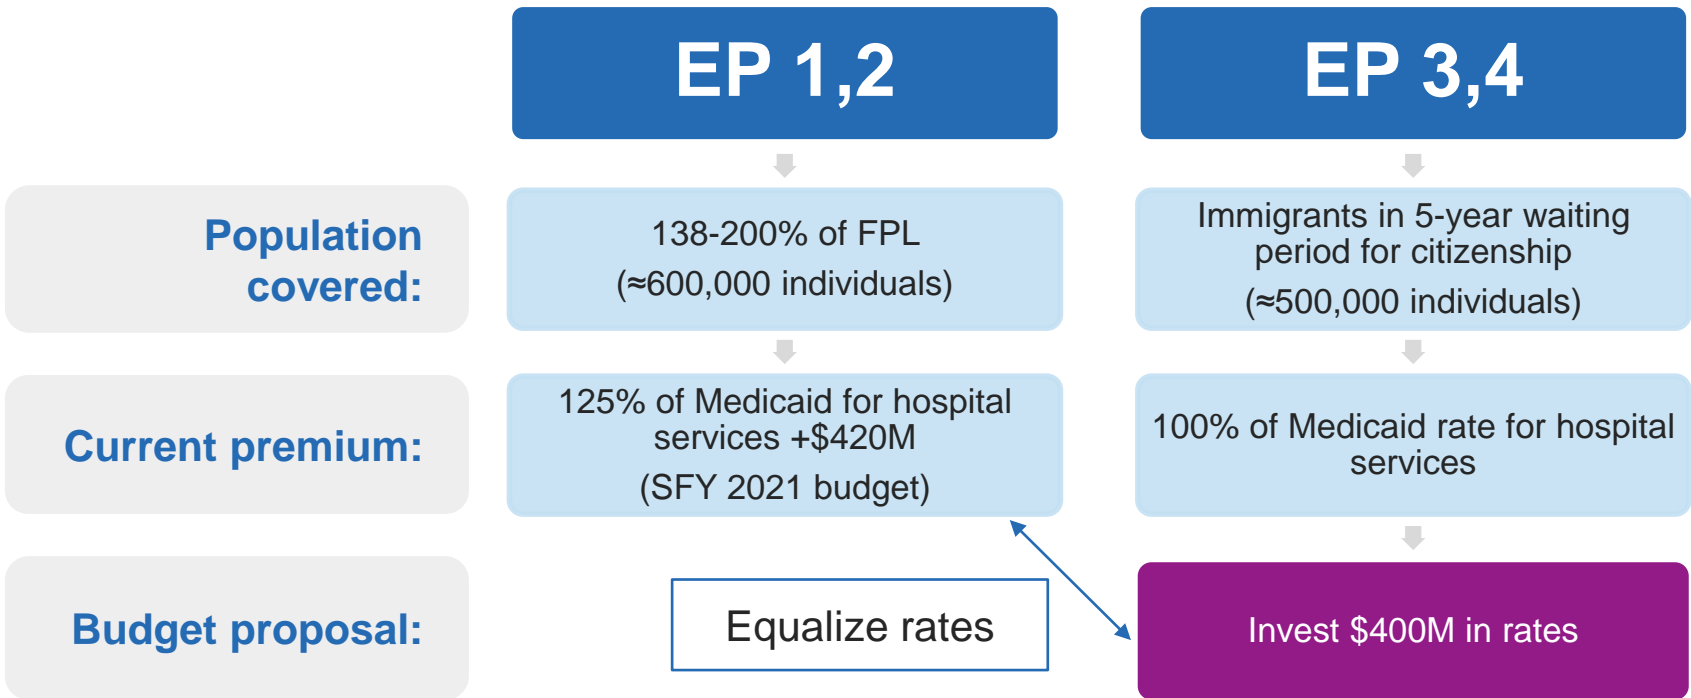 EP 1,2
EP 3,4
Population
covered:
138-200% of FPL
(≈600,000 individuals)
Immigrants in 5-year waiting
period for citizenship
(≈500,000 individuals)
Current premium:
125% of Medicaid for hospital
services +$420M
(SFY 2021 budget)
100% of Medicaid rate for hospital
services
Budget proposal:
Equalize rates
Invest $400M in rates